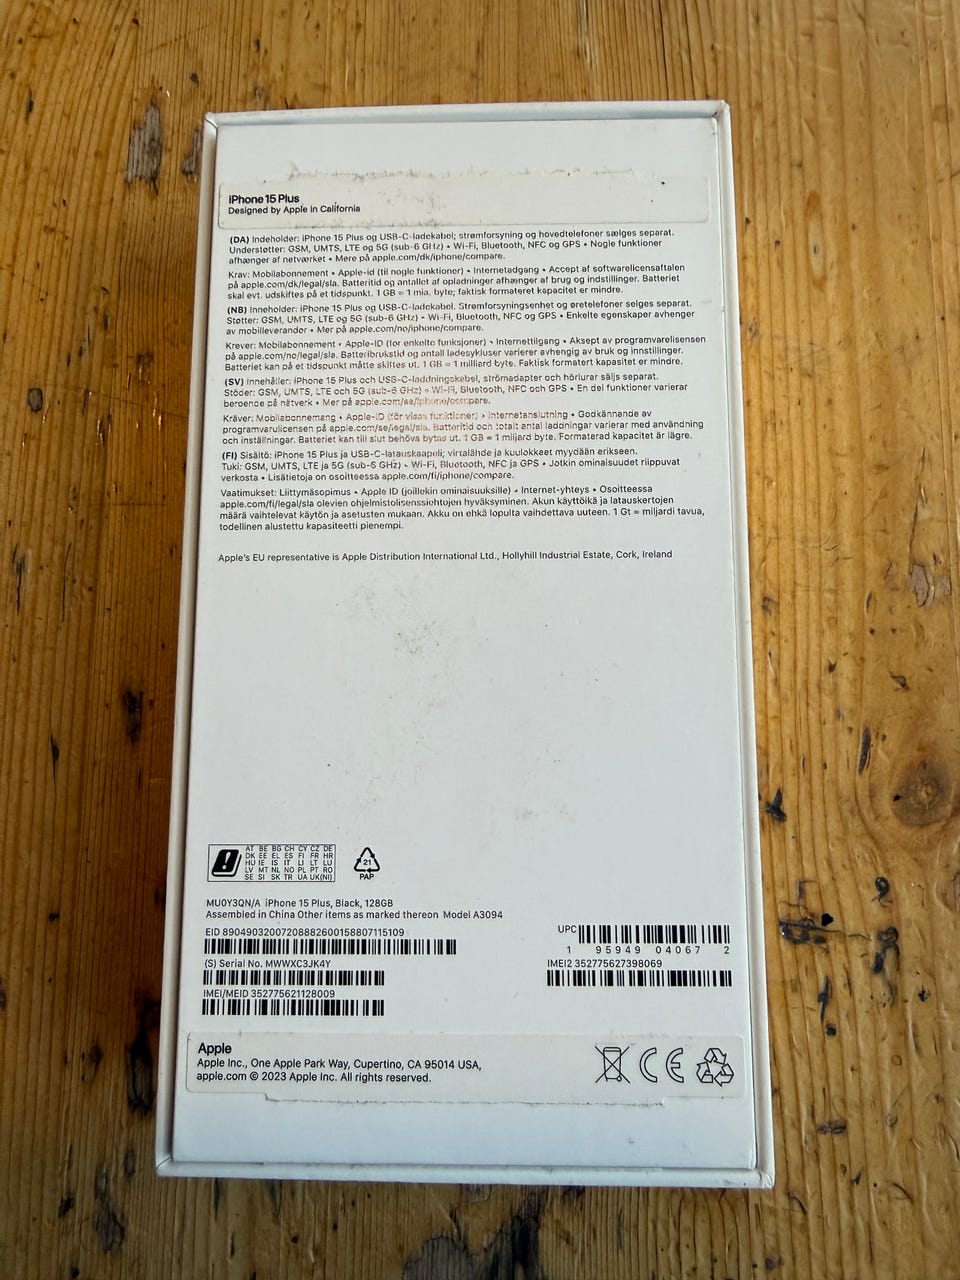 iPhone 15 Plus
Designed by Apple in California
(DA) Indeholder: iPhone 15 Plus og USB-C-ladekabel; strømforsyning og hovedtelefoner sælges separat.
Understøtter: GSM, UMTS, LTE og 5G (sub-6 GHz) • Wi-Fi, Bluetooth, NFC og GPS • Nogle funktioner
afhænger af netværket • Mere på apple.com/dk/iphone/compare.
Krav: Mobilabonnement • Apple-id (til nogle funktioner) • Internetadgang • Accept af softwarelicensaftalen
på apple.com/dk/legal/sla. Batteritid og antallet af opladninger afhænger af brug og indstillinger. Batteriet
skal evt. udskiftes på et tidspunkt. 1 GB = 1 mia. byte; faktisk formateret kapacitet er mindre.
(NB) Inneholder: iPhone 15 Plus og USB-C-ladekabel. Strømforsyningsenhet og øretelefoner selges separat.
Støtter: GSM, UMTS, LTE og 5G (sub-6 GHz) • Wi-Fi, Bluetooth, NFC og GPS • Enkelte egenskaper avhenger
av mobilleverandør • Mer på apple.com/no/iphone/compare.
Krever: Mobilabonnement • Apple-ID (for enkelte funksjoner) • Internettilgang • Aksept av programvarelisensen
på apple.com/no/legal/sla. Batteribrukstid og antall ladesykluser varierer avhengig av bruk og innstillinger.
Batteriet kan på et tidspunkt måtte skiftes ut. 1 GB = 1 milliard byte. Faktisk formatert kapasitet er mindre.
(SV) Innehåller: iPhone 15 Plus och USB-C-laddningskabel, strömadapter och hörlurar säljs separat.
Stöder: GSM, UMTS, LTE och 5G (sub-6 GHz) • Wi-Fi, Bluetooth, NFC och GPS • En del funktioner varierar
beroende på nätverk • Mer på apple.com/se/iphone/compare.
Kräver: Mobilabonnemang • Apple-ID (för vissa funktioner) • Internetanslutning • Godkännande av
programvarulicensen på apple.com/se/legal/sla. Batteritid och totalt antal laddningar varierar med användning
och inställningar. Batteriet kan till slut behöva bytas ut. 1 GB = 1 miljard byte. Formaterad kapacitet är lägre.
(FI) Sisältö: iPhone 15 Plus ja USB-C-latauskaapeli; virtalähde ja kuulokkeet myydään erikseen.
Tuki: GSM, UMTS, LTE ja 5G (sub-6 GHz) • Wi-Fi, Bluetooth, NFC ja GPS • Jotkin ominaisuudet riippuvat
verkosta • Lisätietoja on osoitteessa apple.com/fi/iphone/compare.
Vaatimukset: Liittymäsopimus • Apple ID (joillekin ominaisuuksille) • Internet-yhteys • Osoitteessa
apple.com/fi/legal/sla olevien ohjelmistolisenssiehtojen hyväksyminen. Akun käyttöikä ja latauskertojen
määrä vaihtelevat käytön ja asetusten mukaan. Akku on ehkä lopulta vaihdettava uuteen. 1 Gt = miljardi tavua,
todellinen alustettu kapasiteetti pienempi.
Apple's EU representative is Apple Distribution International Ltd., Hollyhill Industrial Estate, Cork, Ireland
AT BE BG CH CY CZ DE
DK EE EL ES FI FR HR
HU IE IS IT LI LT LU
LV MT NL NO PL PT RO
SE SI SK TR UA UK(NI)
21
PAP
MU0Y3QN/A iPhone 15 Plus, Black, 128GB
Assembled in China Other items as marked thereon Model A3094
EID 89049032007208882600158807115109
UPC
1 95949 04067 2
(S) Serial No. MWWXC3JK4Y
IMEI2 352775627398069
IMEI/MEID 352775621128009
Apple
Apple Inc., One Apple Park Way, Cupertino, CA 95014 USA,
apple.com © 2023 Apple Inc. All rights reserved.
CE